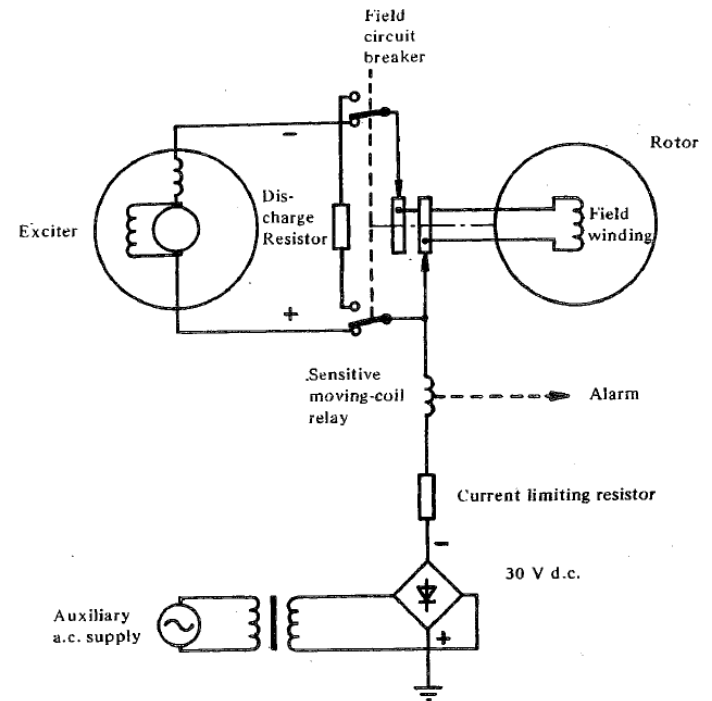 Field
circuit
breaker
Rotor
−
Dis-
charge
Resistor
Exciter
Field
winding
+
.Sensitive
moving-coil
relay
Alarm
Current limiting resistor
−
30 V d.c.
Auxiliary
a.c. supply
+